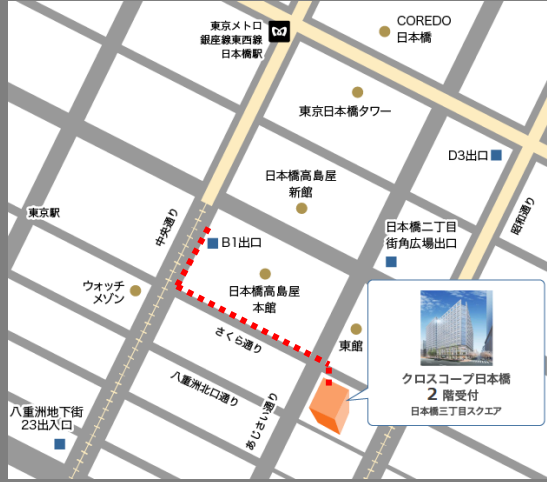 東京メトロ
銀座線東西線
日本橋駅
COREDO
日本橋
東京日本橋タワー
D3出口
日本橋高島屋
新館
昭和通り
東京駅
中央通り
B1出口
日本橋二丁目
街角広場出口
ウォッチ
メゾン
日本橋高島屋
本館
さくら通り
東館
八重洲北口通り
あじさい通り
クロスコープ日本橋
2 階受付
日本橋三丁目スクエア
八重洲地下街
23出入口